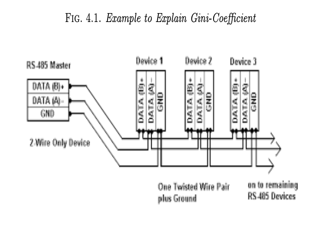 FIG. 4.1. Example to Explain Gini-Coefficient
Device 1
Device 2
Device 3
RS-485 Master
DATA (B)+
DATA (A)-
GND
DATA (B)+
DATA (A)-
GND
DATA (B)+
DATA (A)-
GND
DATA (B)+
DATA (A)-
GND
2-Wire Only Device
One Twisted Wire Pair
plus Ground
on to remaining
RS-485 Devices